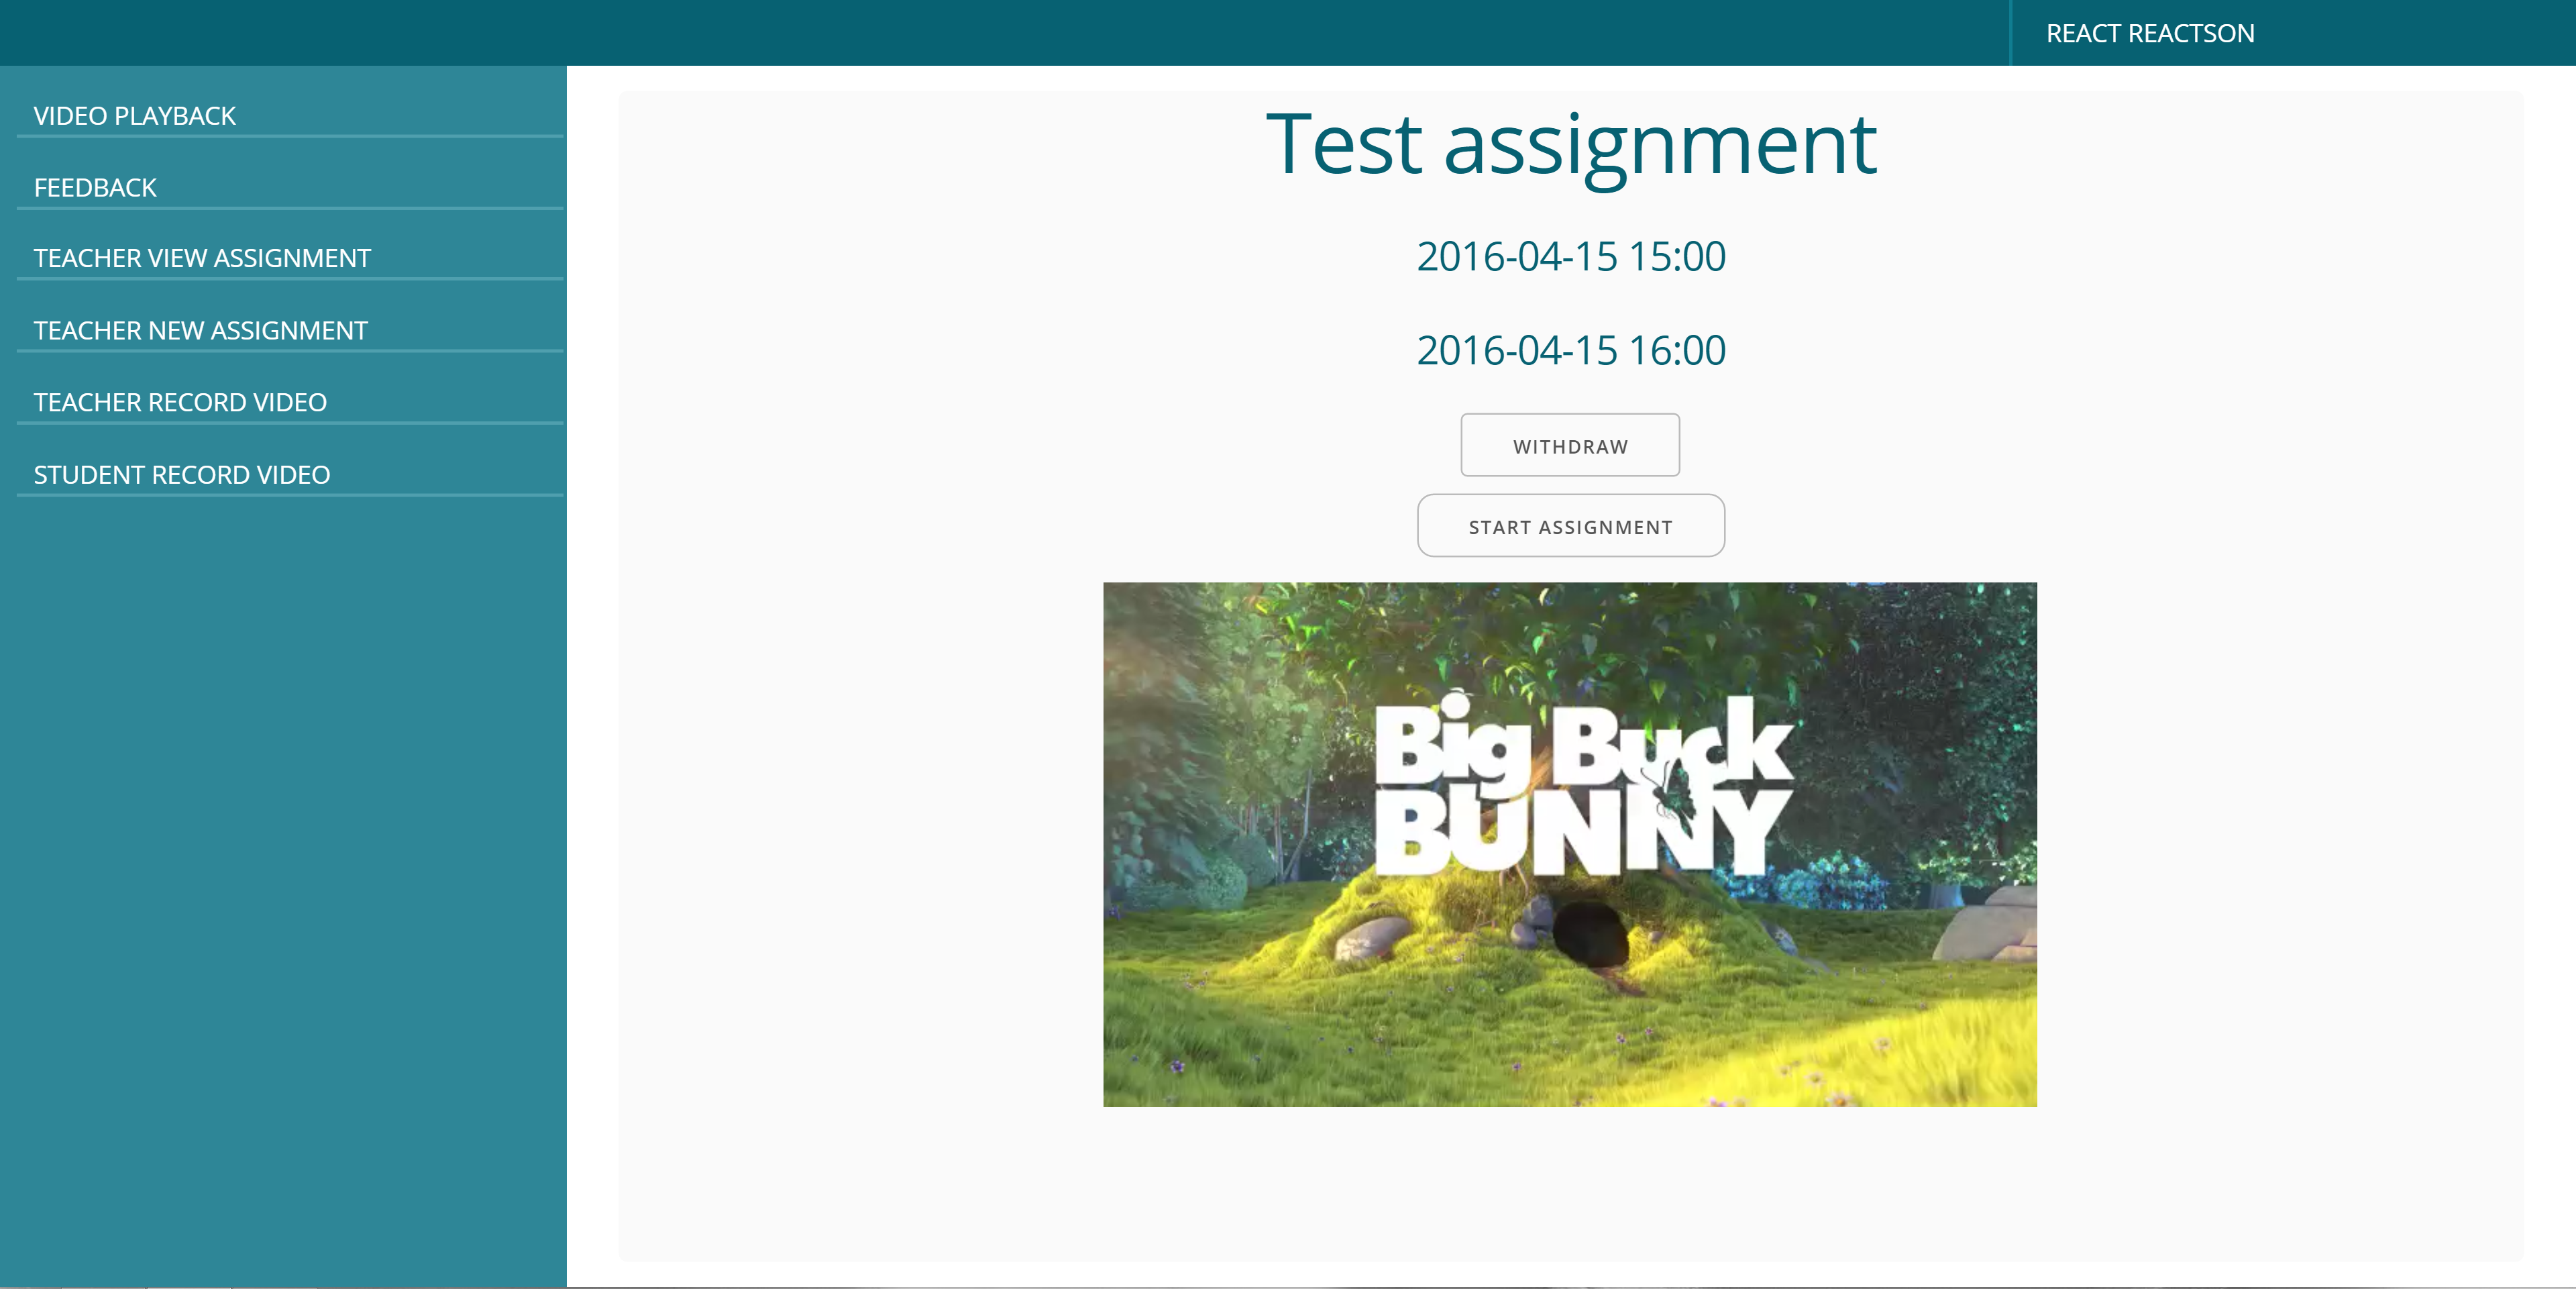 REACT REACTSON
VIDEO PLAYBACK
FEEDBACK
TEACHER VIEW ASSIGNMENT
TEACHER NEW ASSIGNMENT
TEACHER RECORD VIDEO
STUDENT RECORD VIDEO
Test assignment
2016-04-15 15:00
2016-04-15 16:00
WITHDRAW
START ASSIGNMENT
Big Buck
BUNNY